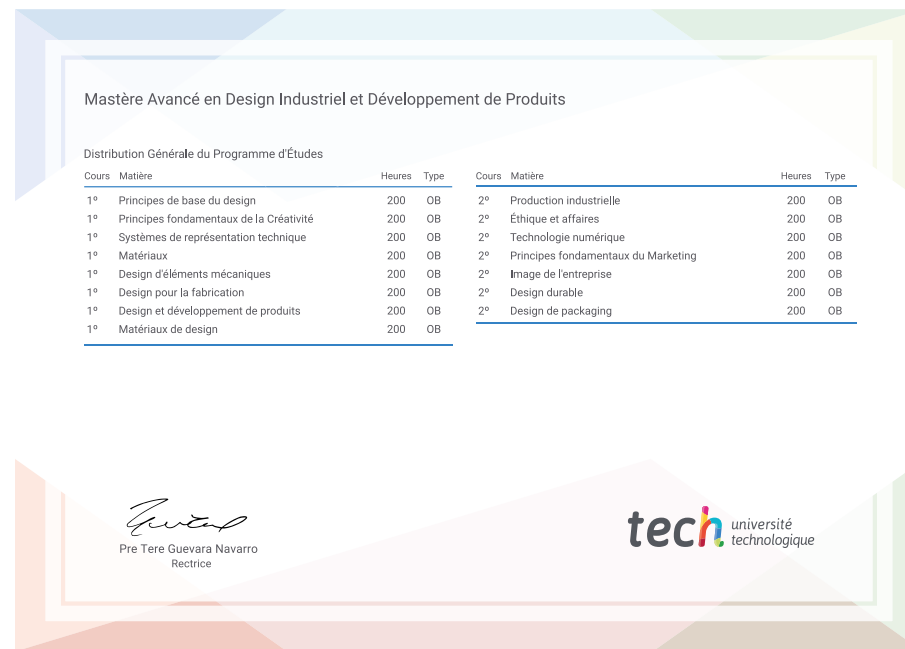 Mastère Avancé en Design Industriel et Développement de Produits
Distribution Générale du Programme d'Études
Cours Matière Heures Type
1º Principes de base du design 200 OB
1º Principes fondamentaux de la Créativité 200 OB
1º Systèmes de représentation technique 200 OB
1º Matériaux 200 OB
1º Design d'éléments mécaniques 200 OB
1º Design pour la fabrication 200 OB
1º Design et développement de produits 200 OB
1º Matériaux de design 200 OB
Cours Matière Heures Type
2º Production industrielle 200 OB
2º Éthique et affaires 200 OB
2º Technologie numérique 200 OB
2º Principes fondamentaux du Marketing 200 OB
2º Image de l'entreprise 200 OB
2º Design durable 200 OB
2º Design de packaging 200 OB
Pre Tere Guevara Navarro
Rectrice
tech université
technologique